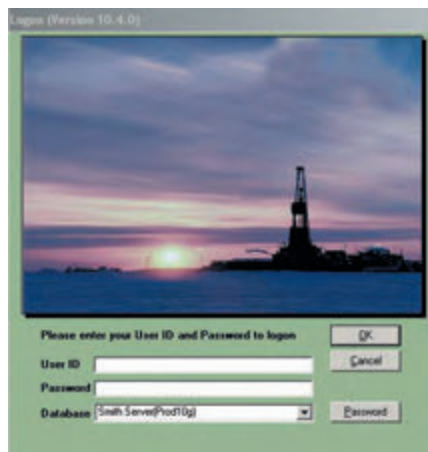 Logon (Version 10.4.0)
Please enter your User ID and Password to logon
OK
User ID
Cancel
Password
Database Smith Server(Prod10g)
Password